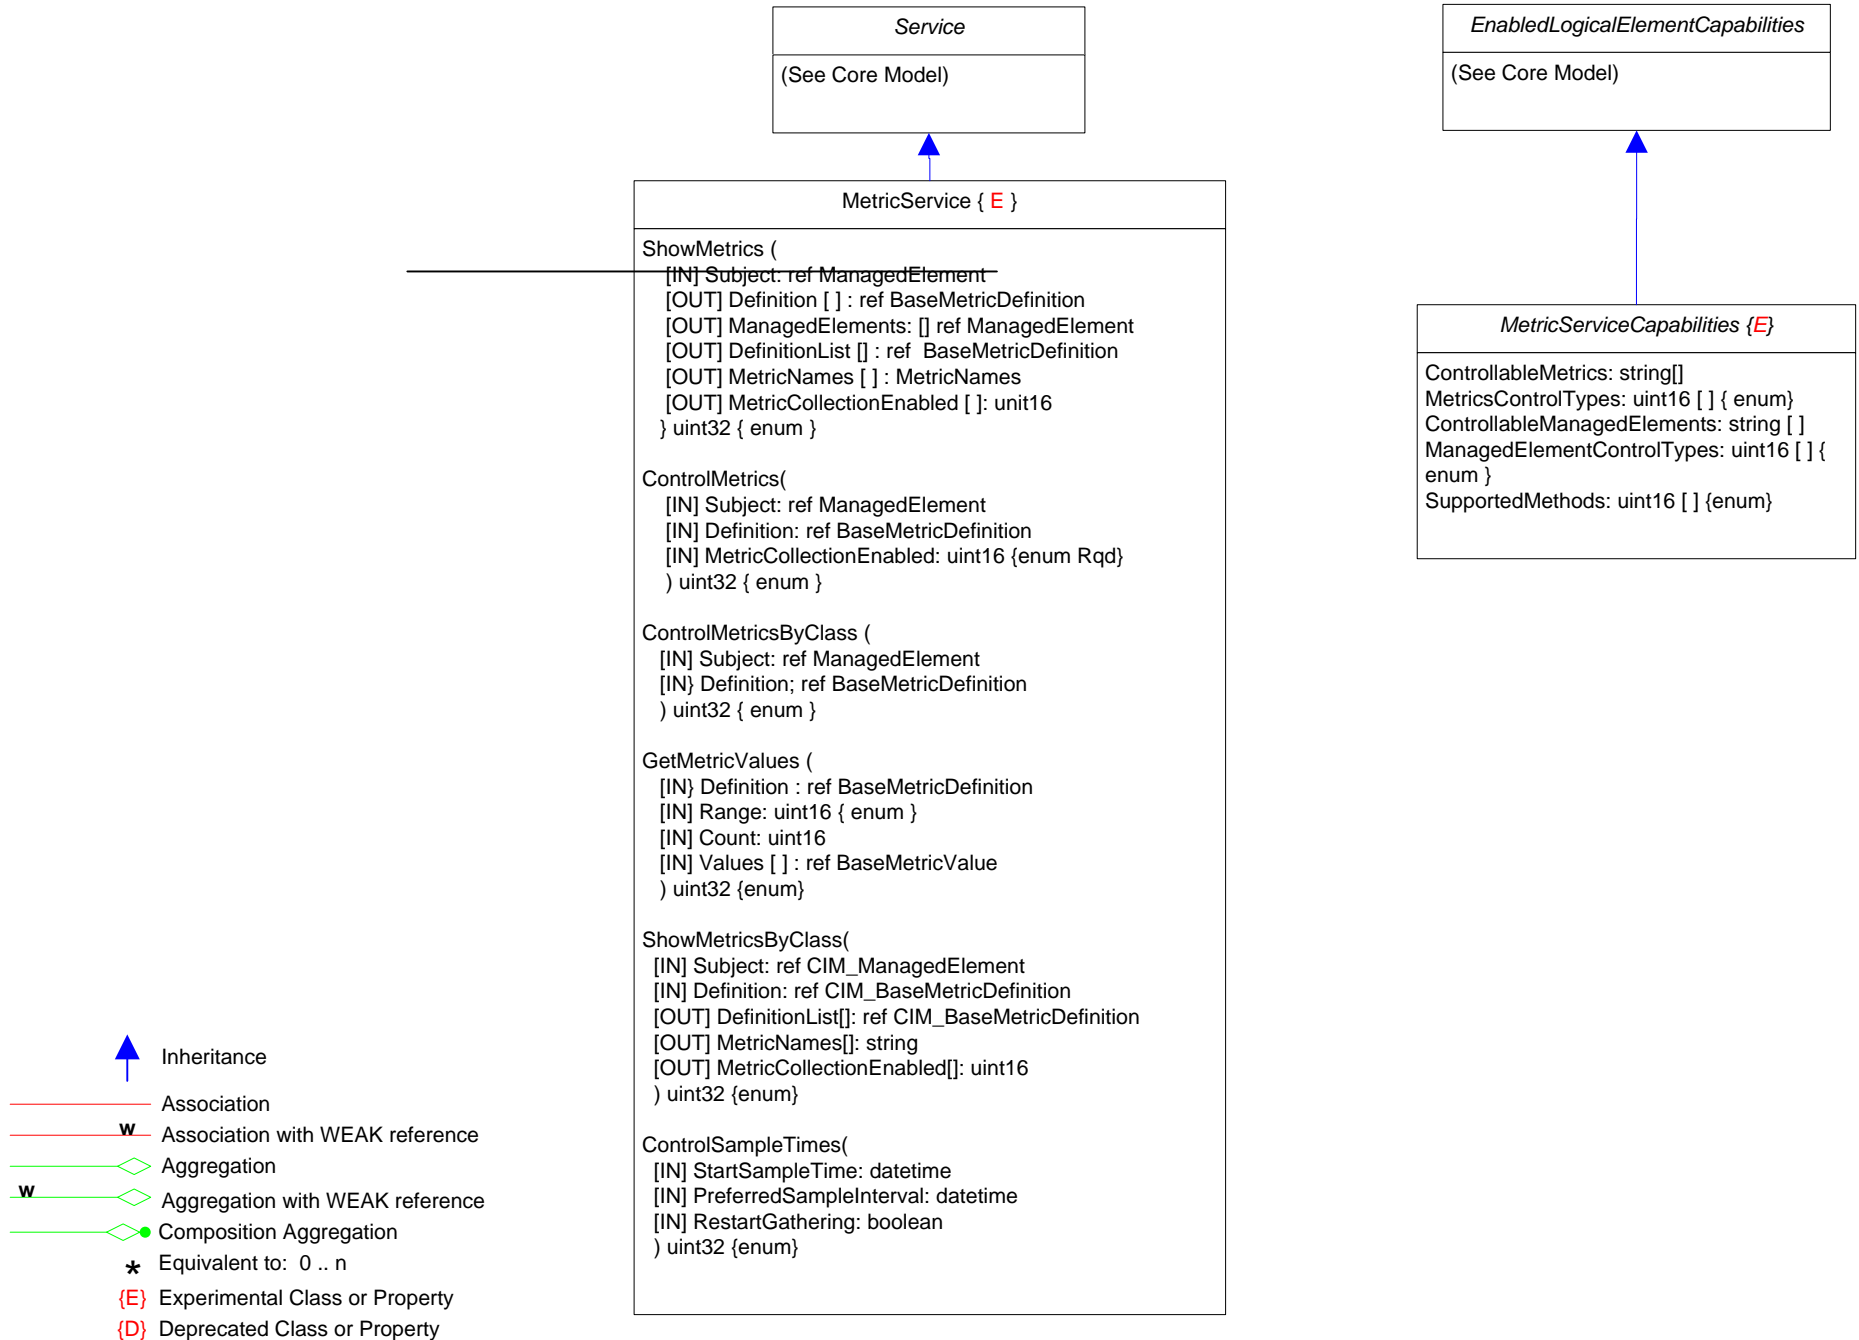 Service
(See Core Model)
EnabledLogicalElementCapabilities
(See Core Model)
MetricService { E }
ShowMetrics (
[IN] Subject: ref ManagedElement
[OUT] Definition [ ] : ref BaseMetricDefinition
[OUT] ManagedElements: [] ref ManagedElement
[OUT] DefinitionList [] : ref  BaseMetricDefinition
[OUT] MetricNames [ ] : MetricNames
[OUT] MetricCollectionEnabled [ ]: unit16
} uint32 { enum }
ControlMetrics(
[IN] Subject: ref ManagedElement
[IN] Definition: ref BaseMetricDefinition
[IN] MetricCollectionEnabled: uint16 {enum Rqd}
) uint32 { enum }
ControlMetricsByClass (
[IN] Subject: ref ManagedElement
[IN} Definition; ref BaseMetricDefinition
) uint32 { enum }
GetMetricValues (
[IN} Definition : ref BaseMetricDefinition
[IN] Range: uint16 { enum }
[IN] Count: uint16
[IN] Values [ ] : ref BaseMetricValue
) uint32 {enum}
ShowMetricsByClass(
[IN] Subject: ref CIM_ManagedElement
[IN] Definition: ref CIM_BaseMetricDefinition
[OUT] DefinitionList[]: ref CIM_BaseMetricDefinition
[OUT] MetricNames[]: string
[OUT] MetricCollectionEnabled[]: uint16
) uint32 {enum}
ControlSampleTimes(
[IN] StartSampleTime: datetime
[IN] PreferredSampleInterval: datetime
[IN] RestartGathering: boolean
) uint32 {enum}
MetricServiceCapabilities {E}
ControllableMetrics: string[]
MetricsControlTypes: uint16 [ ] { enum}
ControllableManagedElements: string [ ]
ManagedElementControlTypes: uint16 [ ] {
enum }
SupportedMethods: uint16 [ ] {enum}
Inheritance
Association
w Association with WEAK reference
Aggregation
w Aggregation with WEAK reference
Composition Aggregation
* Equivalent to:  0 .. n
{E} Experimental Class or Property
{D} Deprecated Class or Property